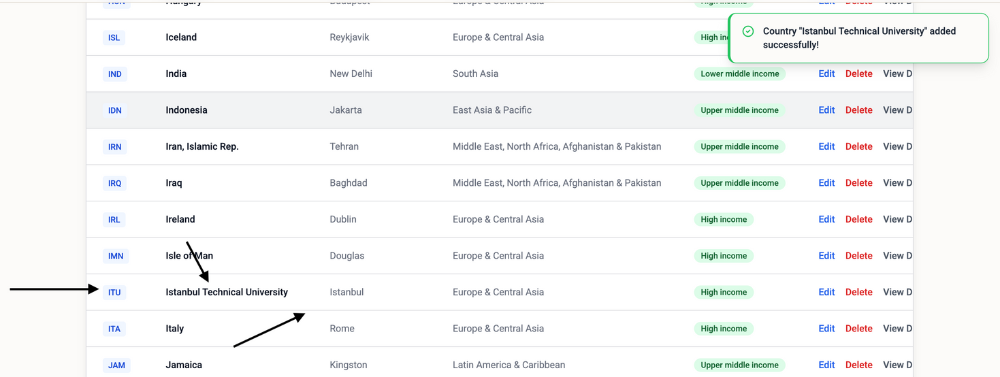 Hungary Budapest Europe & Central Asia High income Edit Delete View D
Country "Istanbul Technical University" added
successfully!
ISL Iceland Reykjavik Europe & Central Asia High in
IND India New Delhi South Asia Lower middle income Edit Delete View D
IDN Indonesia Jakarta East Asia & Pacific Upper middle income Edit Delete View D
IRN Iran, Islamic Rep. Tehran Middle East, North Africa, Afghanistan & Pakistan Upper middle income Edit Delete View D
IRQ Iraq Baghdad Middle East, North Africa, Afghanistan & Pakistan Upper middle income Edit Delete View D
IRL Ireland Dublin Europe & Central Asia High income Edit Delete View D
IMN Isle of Man Douglas Europe & Central Asia High income Edit Delete View D
ITU Istanbul Technical University Istanbul Europe & Central Asia High income Edit Delete View D
ITA Italy Rome Europe & Central Asia High income Edit Delete View D
JAM Jamaica Kingston Latin America & Caribbean Upper middle income Edit Delete View D